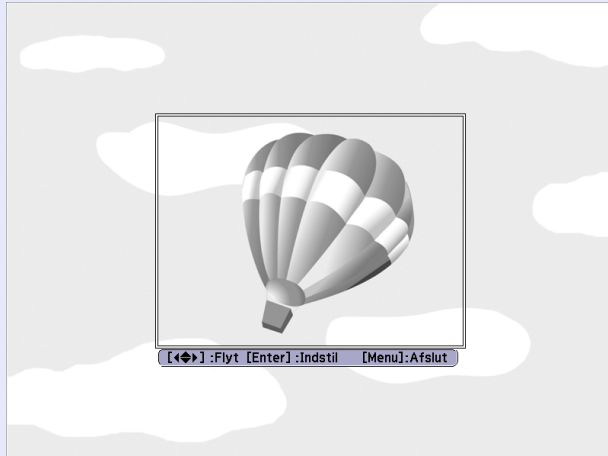 [◀◆▶] :Flyt [Enter] :Indstil [Menu]:Afslut